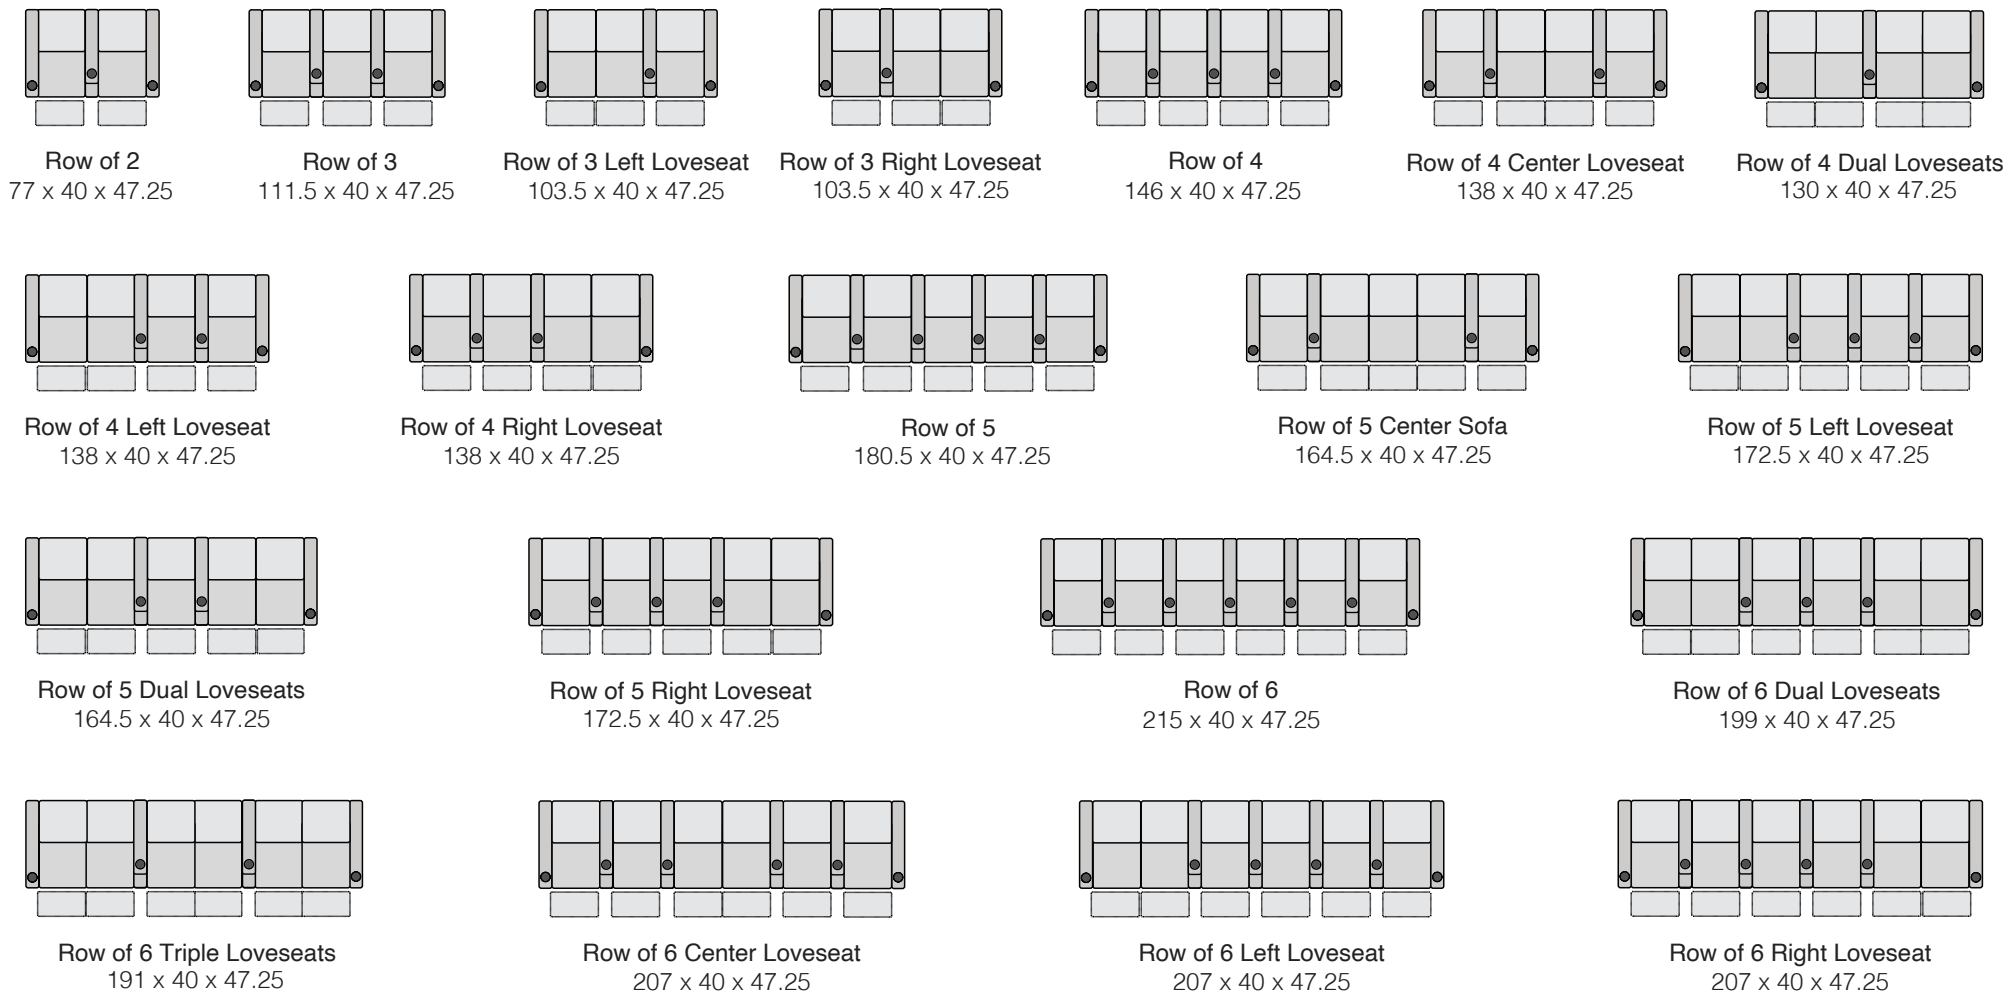 Row of 2
77 x 40 x 47.25
Row of 3
111.5 x 40 x 47.25
Row of 3 Left Loveseat
103.5 x 40 x 47.25
Row of 3 Right Loveseat
103.5 x 40 x 47.25
Row of 4
146 x 40 x 47.25
Row of 4 Center Loveseat
138 x 40 x 47.25
Row of 4 Dual Loveseats
130 x 40 x 47.25
Row of 4 Left Loveseat
138 x 40 x 47.25
Row of 4 Right Loveseat
138 x 40 x 47.25
Row of 5
180.5 x 40 x 47.25
Row of 5 Center Sofa
164.5 x 40 x 47.25
Row of 5 Left Loveseat
172.5 x 40 x 47.25
Row of 5 Dual Loveseats
164.5 x 40 x 47.25
Row of 5 Right Loveseat
172.5 x 40 x 47.25
Row of 6
215 x 40 x 47.25
Row of 6 Dual Loveseats
199 x 40 x 47.25
Row of 6 Triple Loveseats
191 x 40 x 47.25
Row of 6 Center Loveseat
207 x 40 x 47.25
Row of 6 Left Loveseat
207 x 40 x 47.25
Row of 6 Right Loveseat
207 x 40 x 47.25